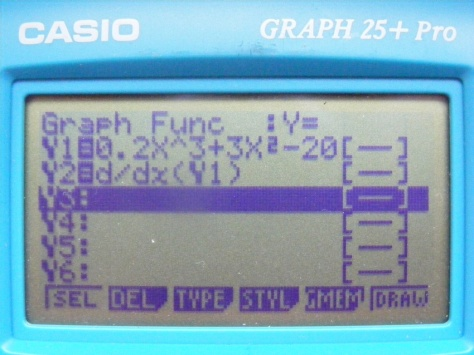 CASIO GRAPH 25+ Pro
Graph Func :Y=
Y1=0.2X^3+3X²-20[—]
Y2=d/dx(Y1) [—]
Y3: [—]
Y4: [—]
Y5: [—]
Y6: [—]
SEL DEL TYPE STYL GMEM DRAW